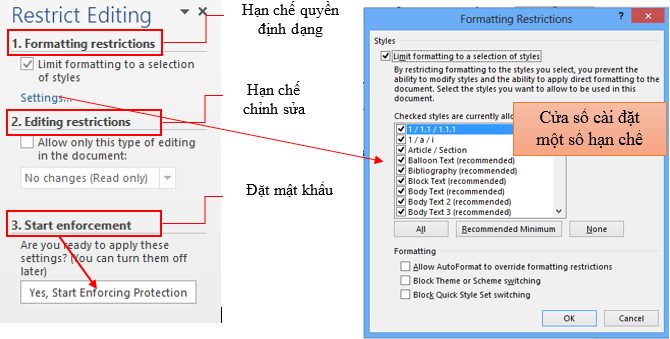 Restrict Editing
1. Formatting restrictions
Limit formatting to a selection
of styles
Settings...
2. Editing restrictions
Allow only this type of editing
in the document:
No changes (Read only)
3. Start enforcement
Are you ready to apply these
settings? (You can turn them off
later)
Yes, Start Enforcing Protection
Hạn chế quyền
định dạng
Hạn chế
chỉnh sửa
Đặt mật khẩu
Formatting Restrictions
Styles
Limit formatting to a selection of styles
By restricting formatting to the styles you select, you prevent the
ability to modify styles and the ability to apply direct formatting to the
document. Select the styles you want to allow to be used in this
document.
Checked styles are currently
1 / 1.1 / 1.1.1
1 / a / i
Article / Section
Balloon Text (recommended)
Bibliography (recommended)
Block Text (recommended)
Body Text (recommended)
Body Text 2 (recommended)
Body Text 3 (recommended)
All
Recommended Minimum
None
Formatting
Allow AutoFormat to override formatting restrictions
Block Theme or Scheme switching
Block Quick Style Set switching
OK
Cancel
Cửa sổ cài đặt
một số hạn chế